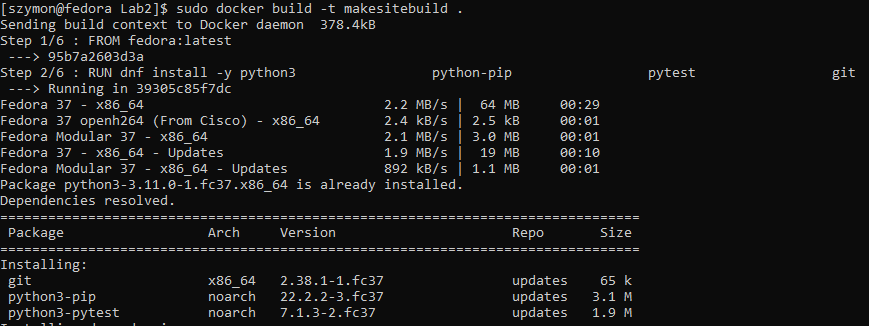 [szymon@fedora Lab2]$ sudo docker build -t makesitebuild .
Sending build context to Docker daemon  378.4kB
Step 1/6 : FROM fedora:latest
 ---> 95b7a2603d3a
Step 2/6 : RUN dnf install -y python3                 python-pip                 pytest                 git
 ---> Running in 39305c85f7dc
Fedora 37 - x86_64                              2.2 MB/s |  64 MB     00:29
Fedora 37 openh264 (From Cisco) - x86_64        2.4 kB/s | 2.5 kB     00:01
Fedora Modular 37 - x86_64                      2.1 MB/s | 3.0 MB     00:01
Fedora 37 - x86_64 - Updates                    1.9 MB/s |  19 MB     00:10
Fedora Modular 37 - x86_64 - Updates            892 kB/s | 1.1 MB     00:01
Package python3-3.11.0-1.fc37.x86_64 is already installed.
Dependencies resolved.
================================================================================
 Package                  Arch     Version                      Repo       Size
================================================================================
Installing:
 git                      x86_64   2.38.1-1.fc37                updates    65 k
 python3-pip              noarch   22.2.2-3.fc37                updates   3.1 M
 python3-pytest           noarch   7.1.3-2.fc37                 updates   1.9 M